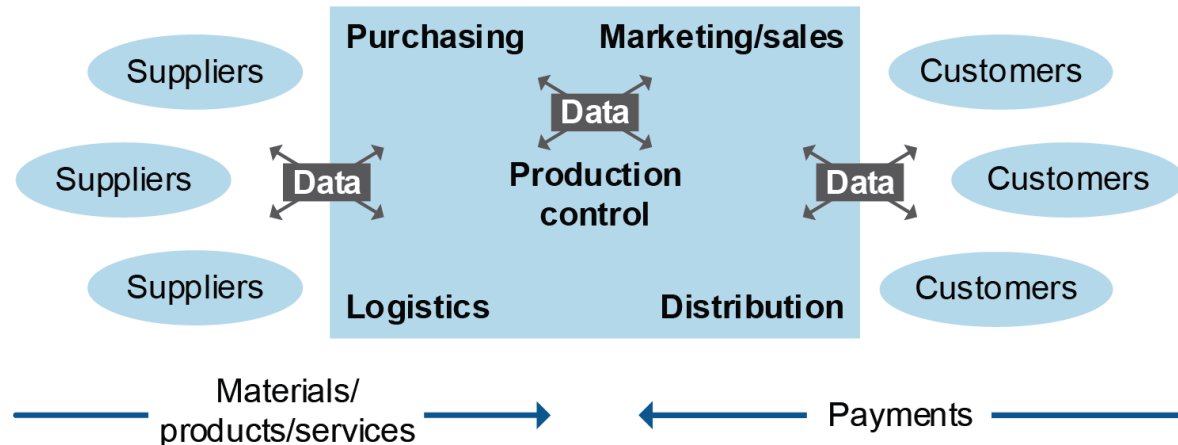 Purchasing
Marketing/sales
Suppliers
Customers
Data
Suppliers
Data
Production
control
Data
Customers
Suppliers
Customers
Logistics
Distribution
Materials/
products/services
Payments